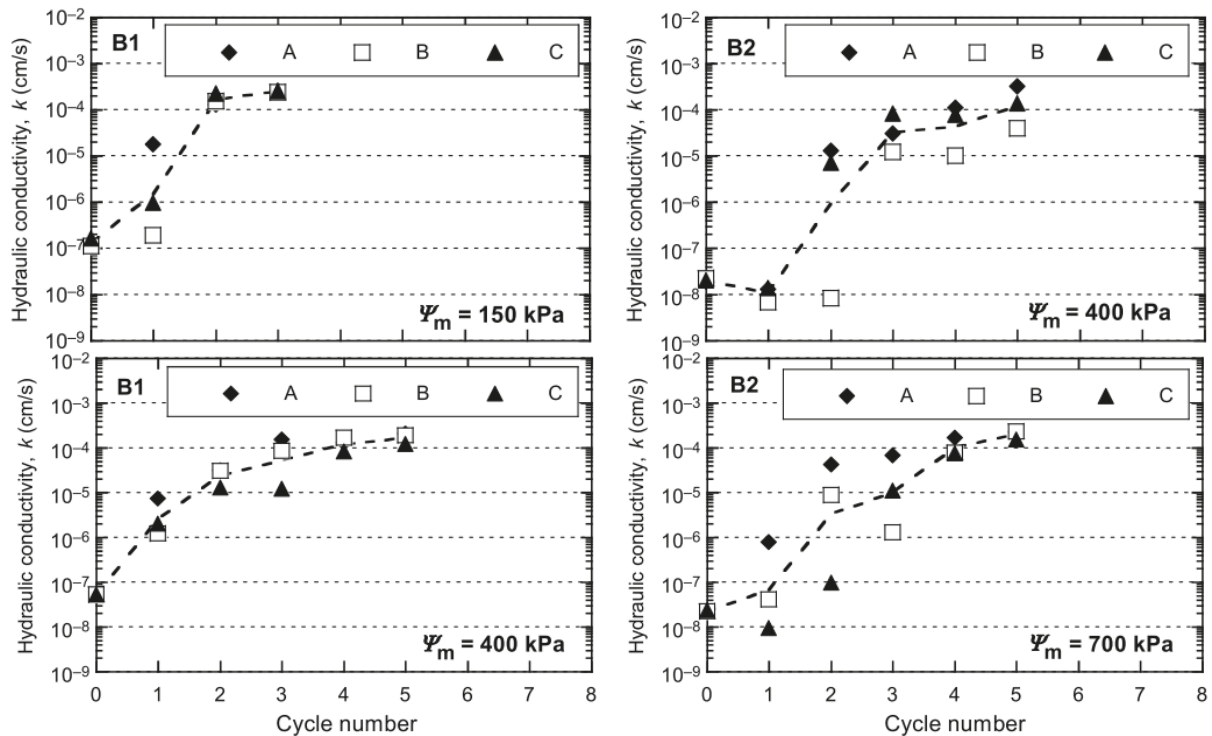 B1
A B C
Hydraulic conductivity, k (cm/s)
10⁻²
10⁻³
10⁻⁴
10⁻⁵
10⁻⁶
10⁻⁷
10⁻⁸
10⁻⁹
Ψm = 150 kPa
B2
A B C
Hydraulic conductivity, k (cm/s)
10⁻²
10⁻³
10⁻⁴
10⁻⁵
10⁻⁶
10⁻⁷
10⁻⁸
10⁻⁹
Ψm = 400 kPa
B1
A B C
Hydraulic conductivity, k (cm/s)
10⁻²
10⁻³
10⁻⁴
10⁻⁵
10⁻⁶
10⁻⁷
10⁻⁸
10⁻⁹
Ψm = 400 kPa
0 1 2 3 4 5 6 7 8
Cycle number
B2
A B C
Hydraulic conductivity, k (cm/s)
10⁻²
10⁻³
10⁻⁴
10⁻⁵
10⁻⁶
10⁻⁷
10⁻⁸
10⁻⁹
Ψm = 700 kPa
0 1 2 3 4 5 6 7 8
Cycle number